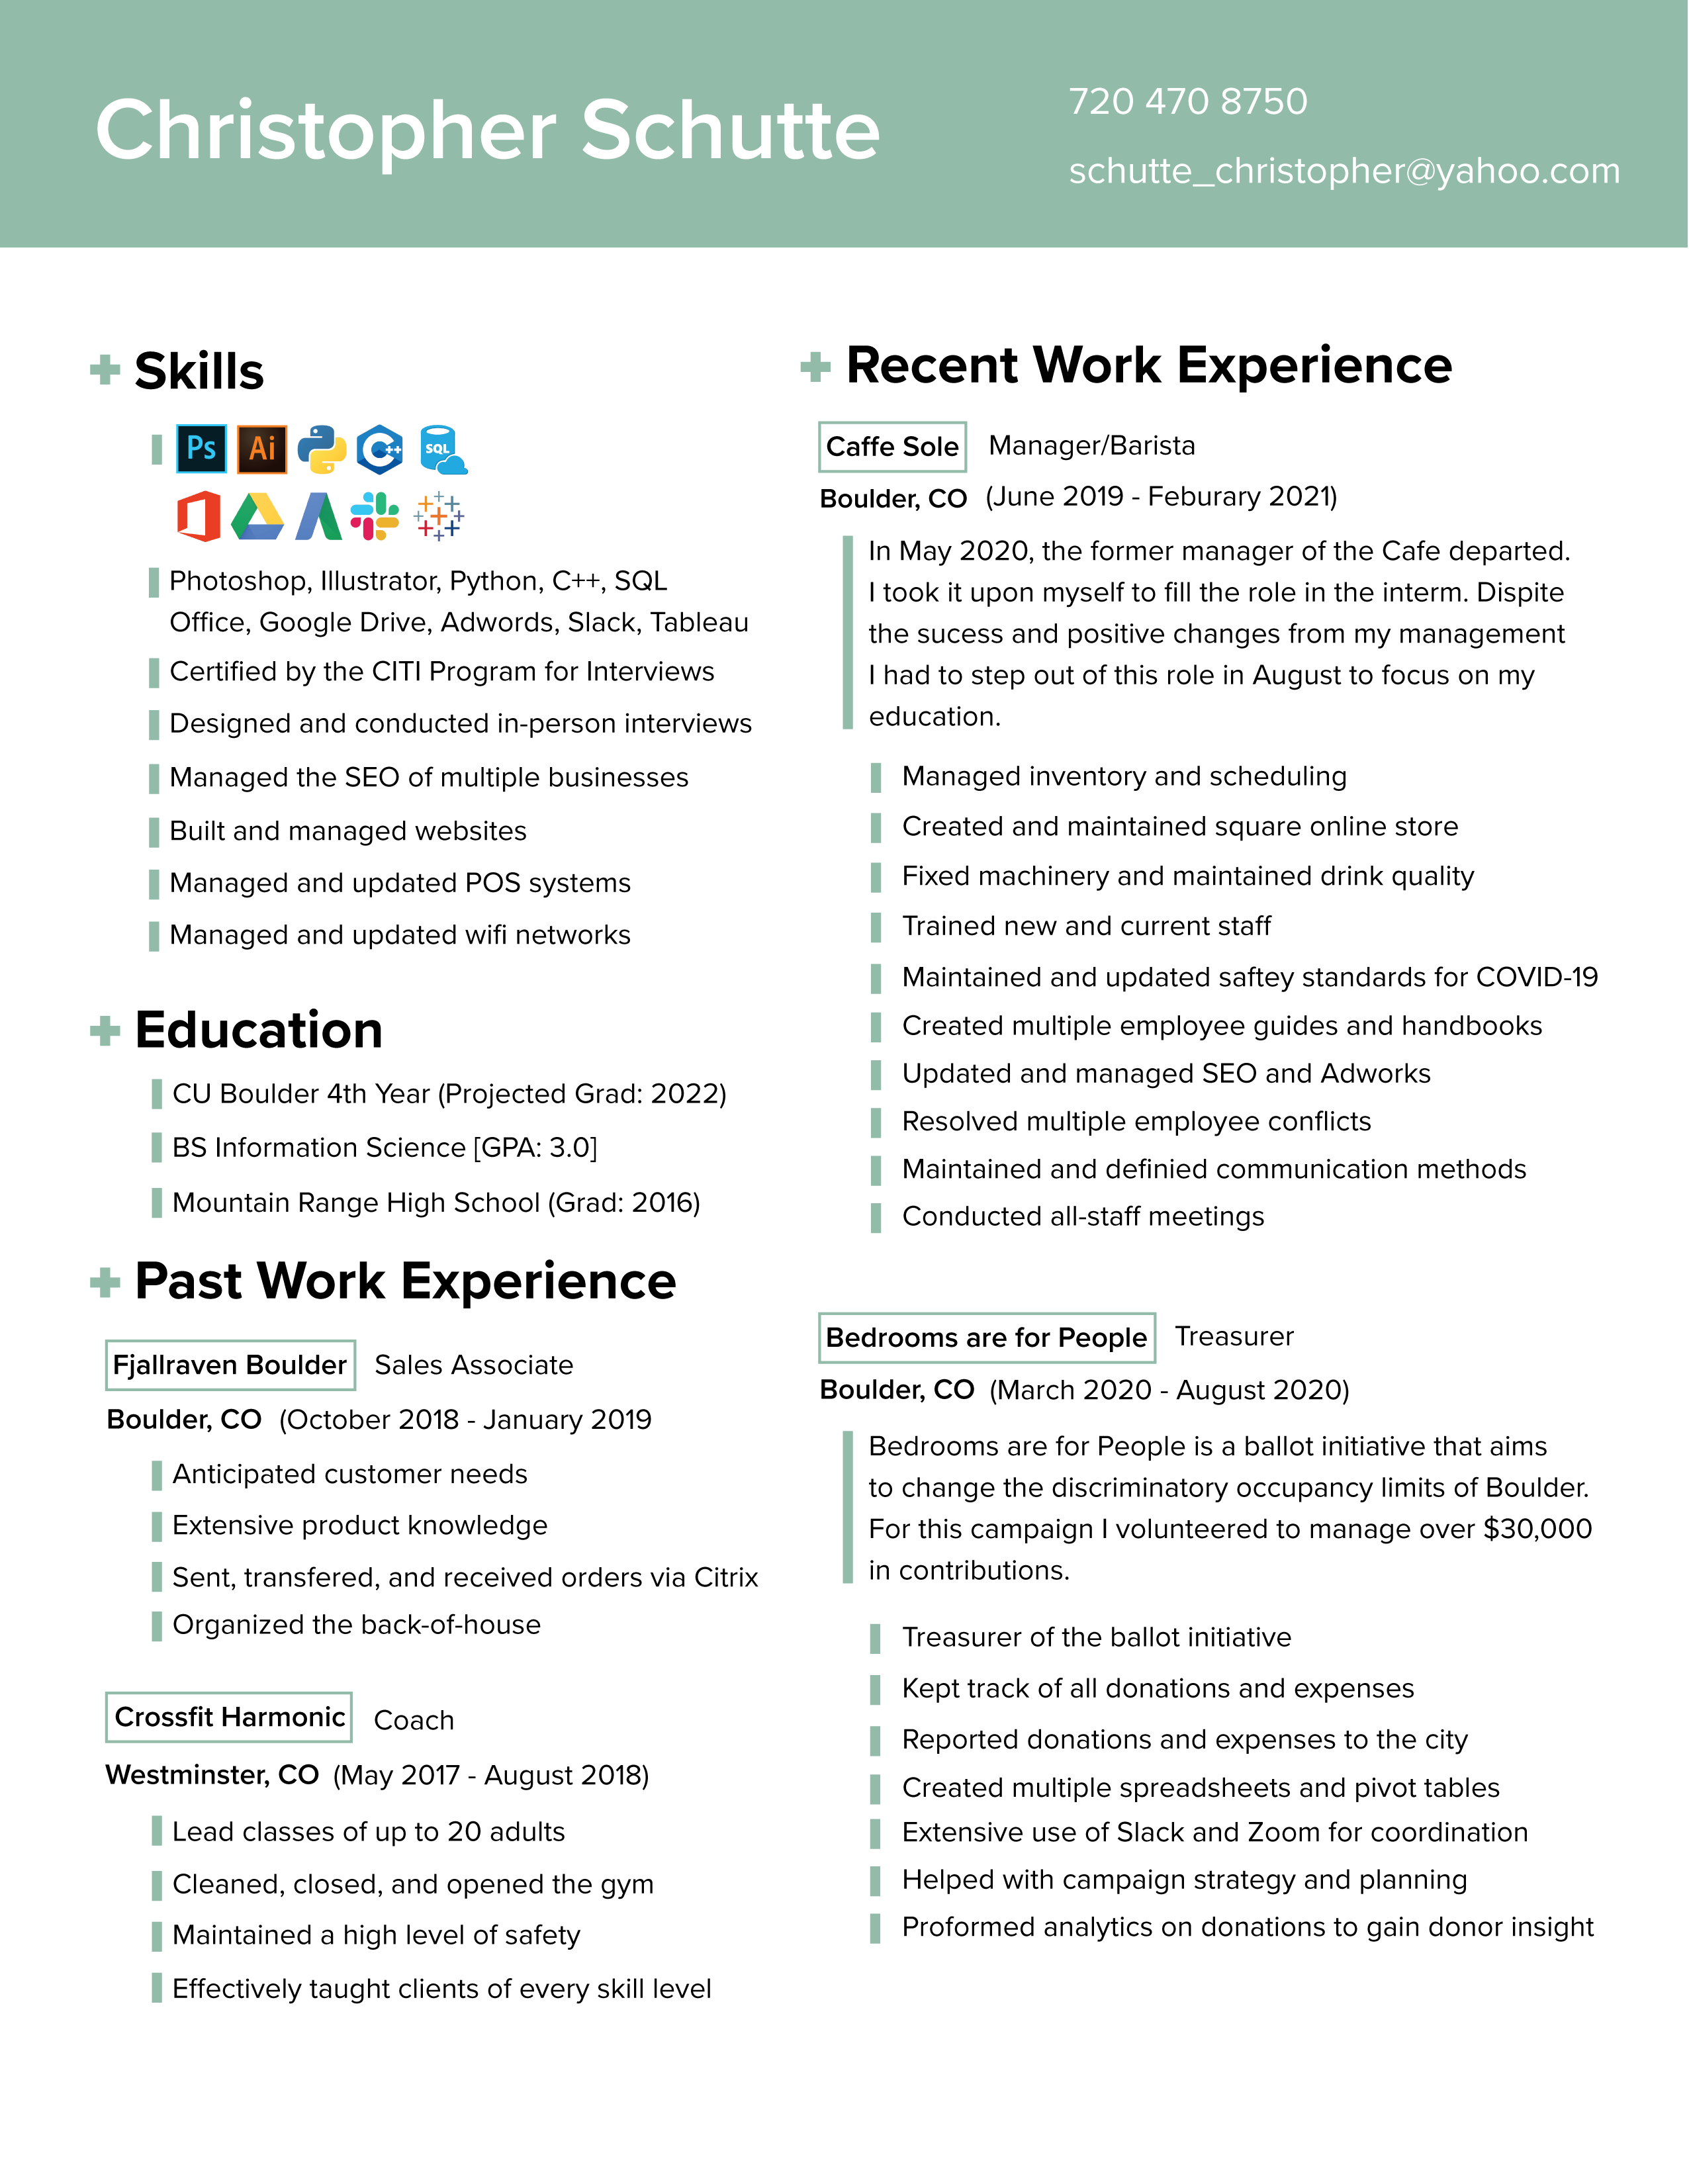 Christopher Schutte
720 470 8750
schutte_christopher@yahoo.com
Skills
Ps Ai C++ SQL
Photoshop, Illustrator, Python, C++, SQL
Office, Google Drive, Adwords, Slack, Tableau
Certified by the CITI Program for Interviews
Designed and conducted in-person interviews
Managed the SEO of multiple businesses
Built and managed websites
Managed and updated POS systems
Managed and updated wifi networks
Education
CU Boulder 4th Year (Projected Grad: 2022)
BS Information Science [GPA: 3.0]
Mountain Range High School (Grad: 2016)
Past Work Experience
Fjallraven Boulder Sales Associate
Boulder, CO (October 2018 - January 2019
Anticipated customer needs
Extensive product knowledge
Sent, transfered, and received orders via Citrix
Organized the back-of-house
Crossfit Harmonic Coach
Westminster, CO (May 2017 - August 2018)
Lead classes of up to 20 adults
Cleaned, closed, and opened the gym
Maintained a high level of safety
Effectively taught clients of every skill level
Recent Work Experience
Caffe Sole Manager/Barista
Boulder, CO (June 2019 - Feburary 2021)
In May 2020, the former manager of the Cafe departed.
I took it upon myself to fill the role in the interm. Dispite
the sucess and positive changes from my management
I had to step out of this role in August to focus on my
education.
Managed inventory and scheduling
Created and maintained square online store
Fixed machinery and maintained drink quality
Trained new and current staff
Maintained and updated saftey standards for COVID-19
Created multiple employee guides and handbooks
Updated and managed SEO and Adworks
Resolved multiple employee conflicts
Maintained and definied communication methods
Conducted all-staff meetings
Bedrooms are for People Treasurer
Boulder, CO (March 2020 - August 2020)
Bedrooms are for People is a ballot initiative that aims
to change the discriminatory occupancy limits of Boulder.
For this campaign I volunteered to manage over $30,000
in contributions.
Treasurer of the ballot initiative
Kept track of all donations and expenses
Reported donations and expenses to the city
Created multiple spreadsheets and pivot tables
Extensive use of Slack and Zoom for coordination
Helped with campaign strategy and planning
Proformed analytics on donations to gain donor insight